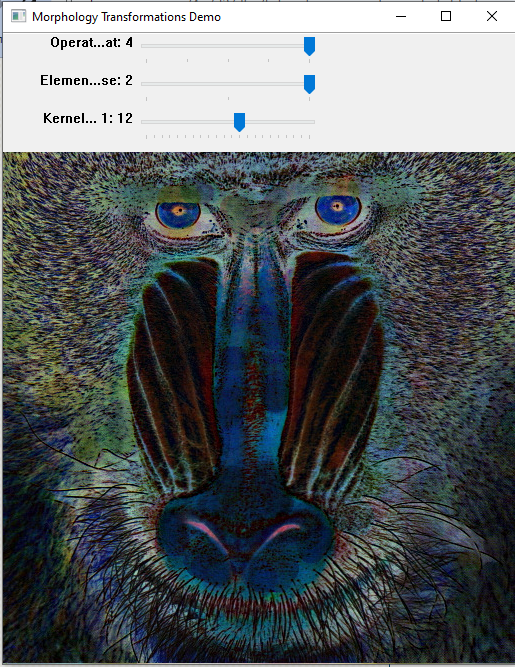 Morphology Transformations Demo
Operat...at: 4
Elemen...se: 2
Kernel... 1: 12